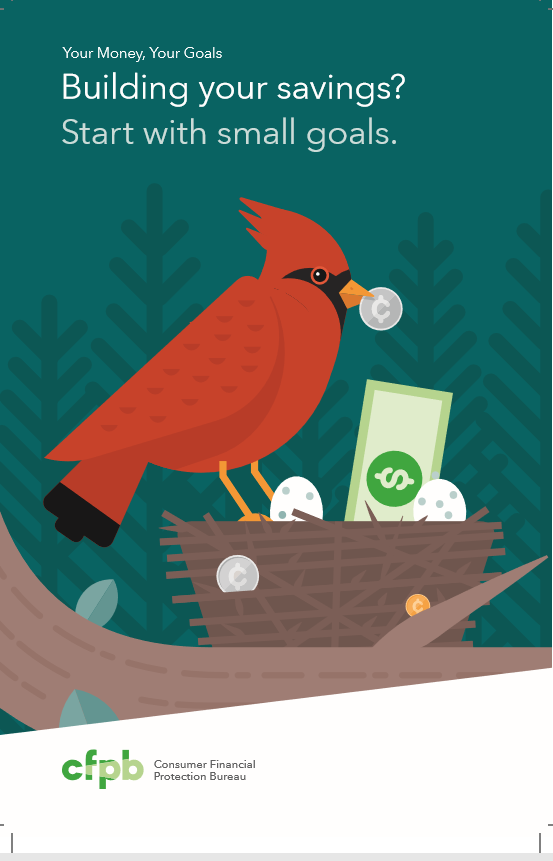 Your Money, Your Goals
Building your savings?
Start with small goals.
¢
$
¢
¢
cfpb Consumer Financial
Protection Bureau